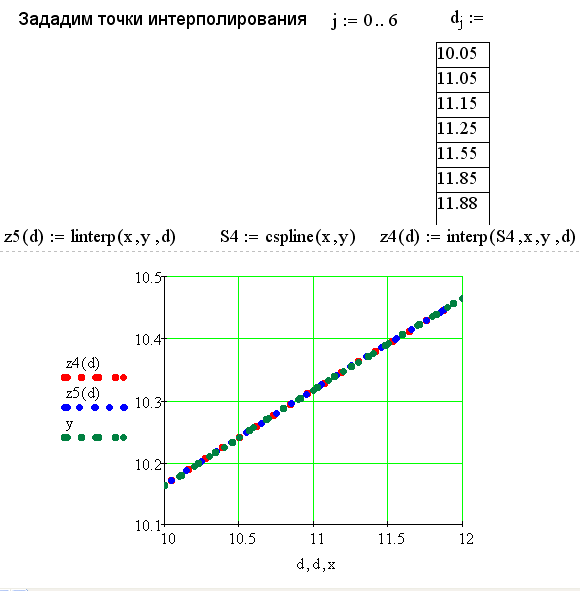 Зададим точки интерполирования j := 0 .. 6 dj :=
10.05
11.05
11.15
11.25
11.55
11.85
11.88
z5(d) := linterp(x,y,d) S4 := cspline(x,y) z4(d) := interp(S4,x,y,d)
10.5
10.4
10.3
10.2
10.1
z4(d)
z5(d)
y
10 10.5 11 11.5 12
d,d,x